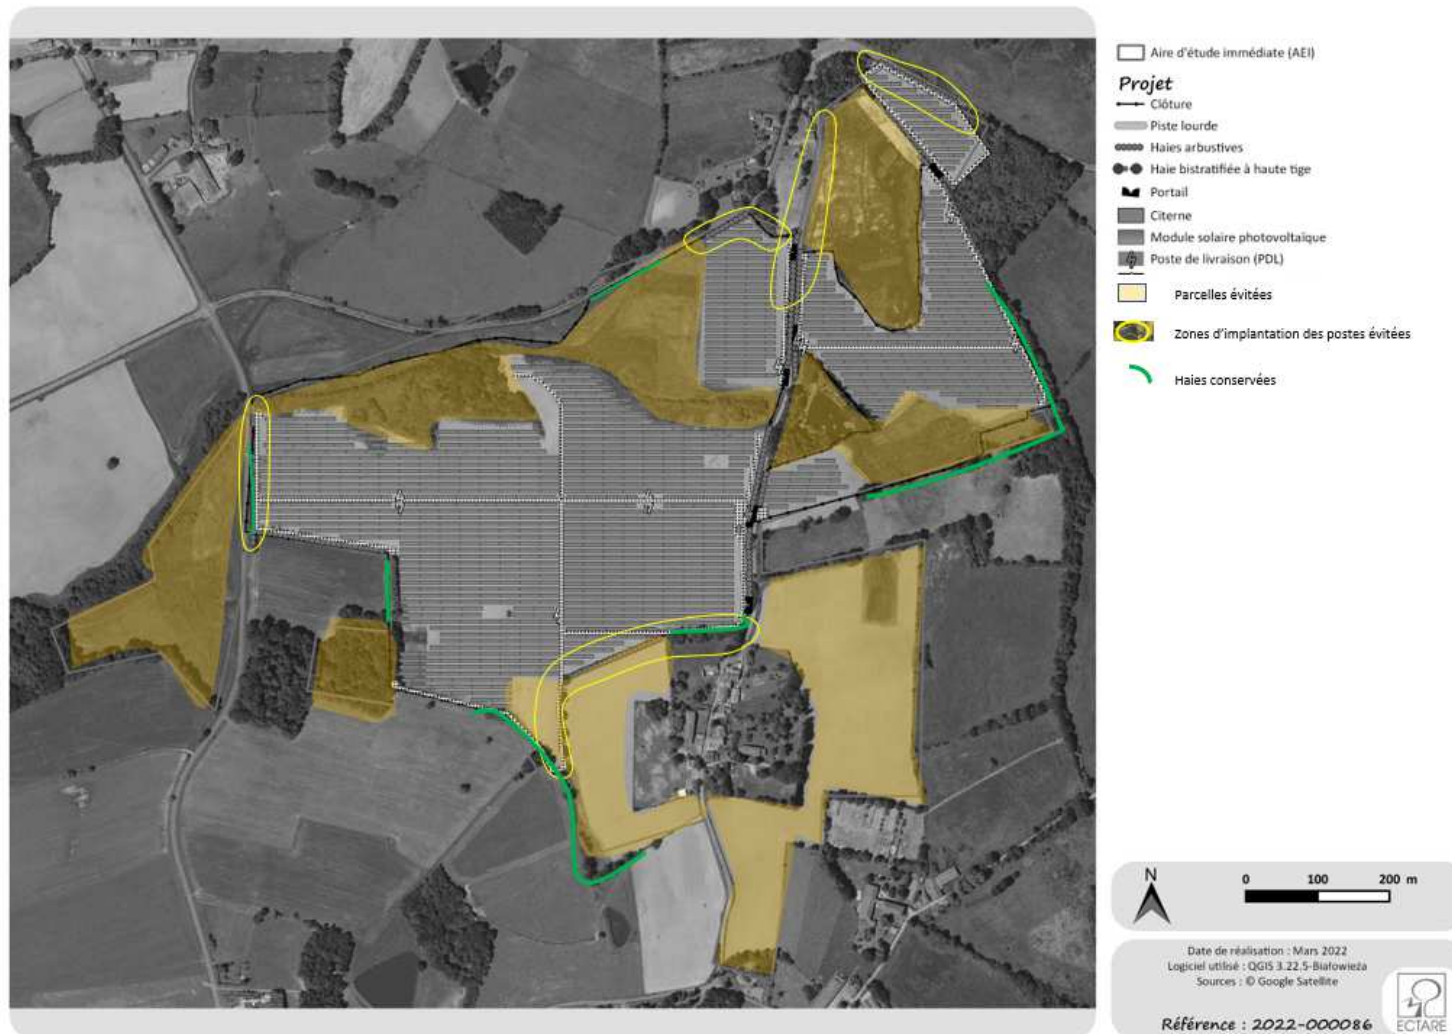 Aire d'étude immédiate (AEI)
Projet
Clôture
Piste lourde
Haies arbustives
Haie bistratifiée à haute tige
Portail
Citerne
Module solaire photovoltaïque
Poste de livraison (PDL)
Parcelles évitées
Zones d'implantation des postes évitées
Haies conservées
N
0 100 200 m
Date de réalisation : Mars 2022
Logiciel utilisé : QGIS 3.22.5-Białowieża
Sources : © Google Satellite
Référence : 2022-000086
ECTARE